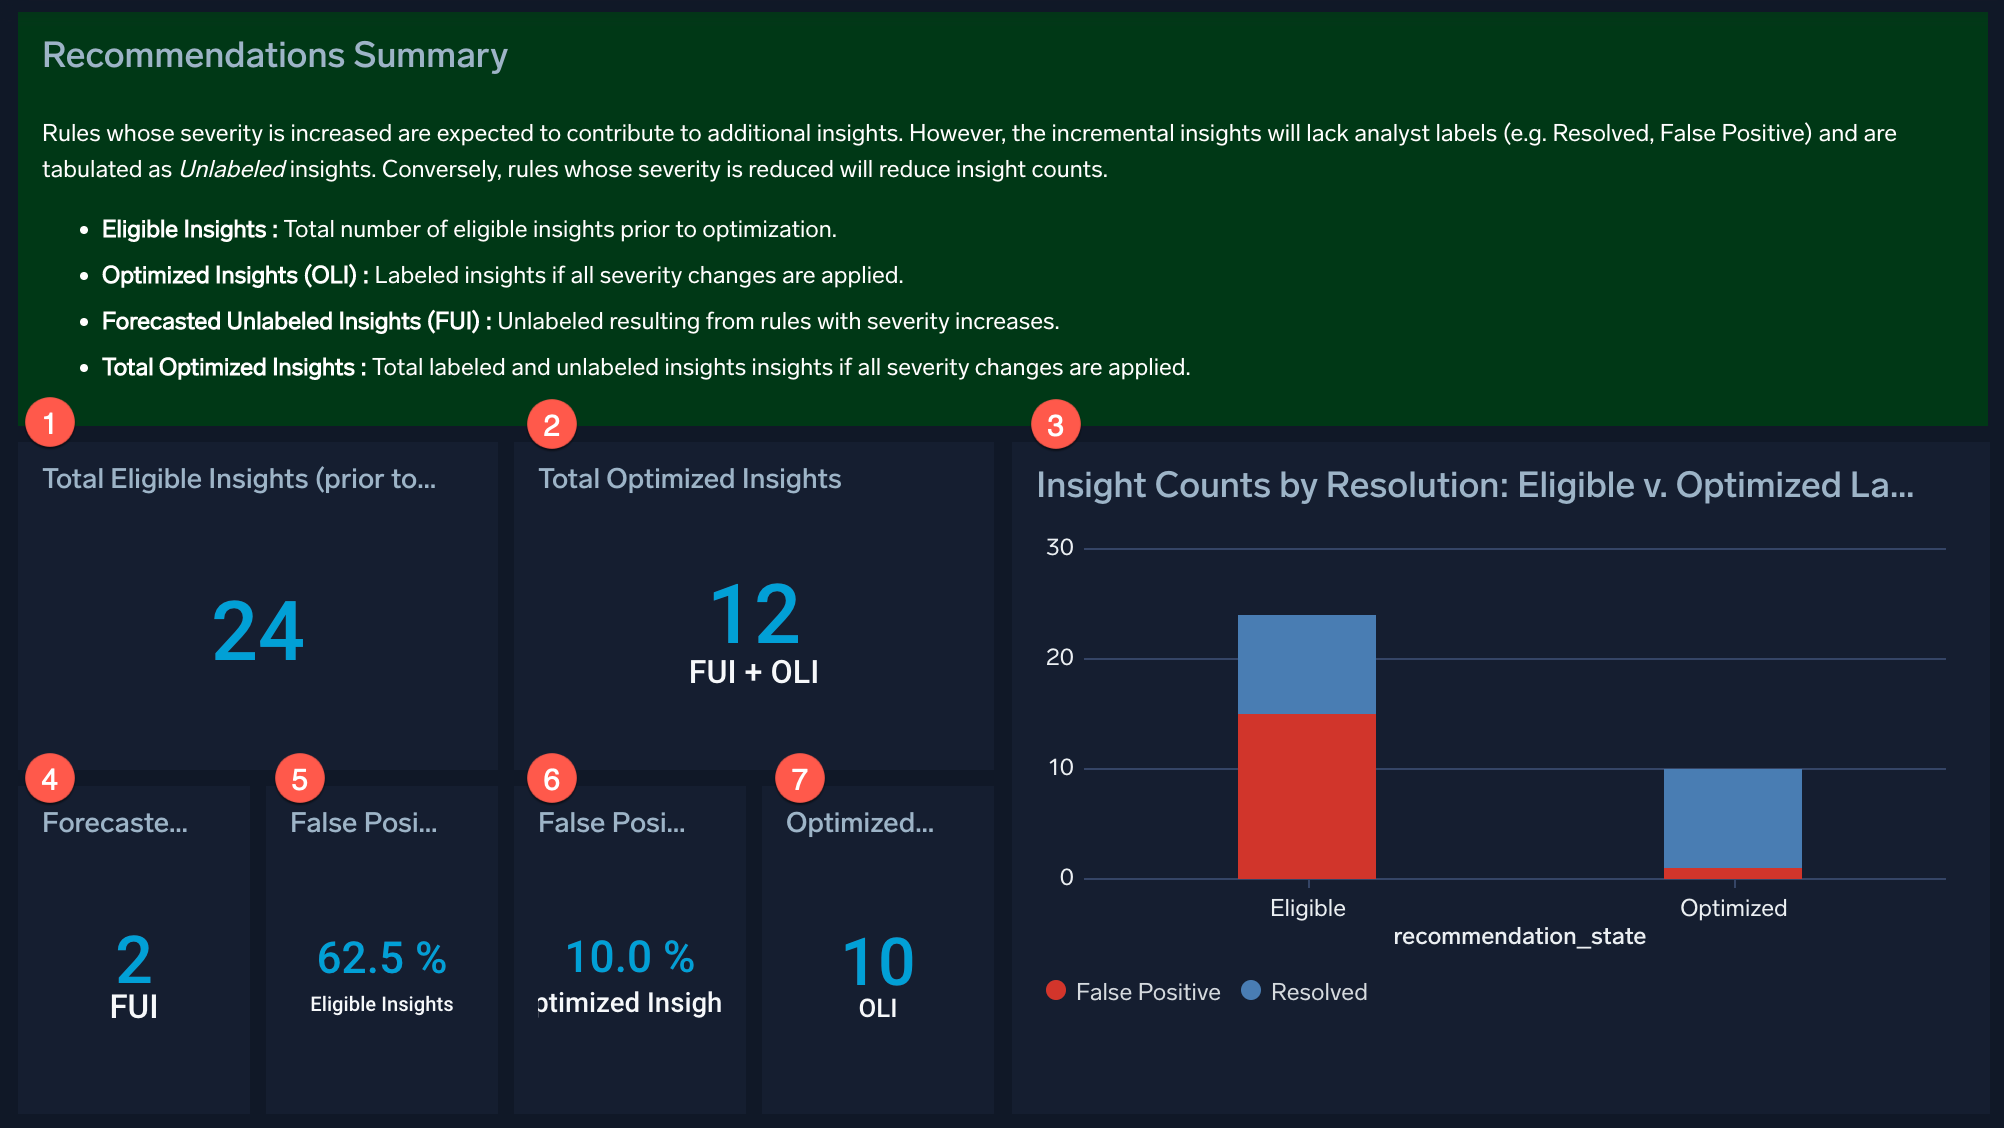 Recommendations Summary
Rules whose severity is increased are expected to contribute to additional insights. However, the incremental insights will lack analyst labels (e.g. Resolved, False Positive) and are
tabulated as Unlabeled insights. Conversely, rules whose severity is reduced will reduce insight counts.
• Eligible Insights : Total number of eligible insights prior to optimization.
• Optimized Insights (OLI) : Labeled insights if all severity changes are applied.
• Forecasted Unlabeled Insights (FUI) : Unlabeled resulting from rules with severity increases.
• Total Optimized Insights : Total labeled and unlabeled insights insights if all severity changes are applied.
1
Total Eligible Insights (prior to...
24
2
Total Optimized Insights
12
FUI + OLI
3
Insight Counts by Resolution: Eligible v. Optimized La...
30
20
10
0
Eligible
Optimized
recommendation_state
False Positive
Resolved
4
Forecaste...
2
FUI
5
False Posi...
62.5 %
Eligible Insights
6
False Posi...
10.0 %
ptimized Insigh
7
Optimized...
10
OLI